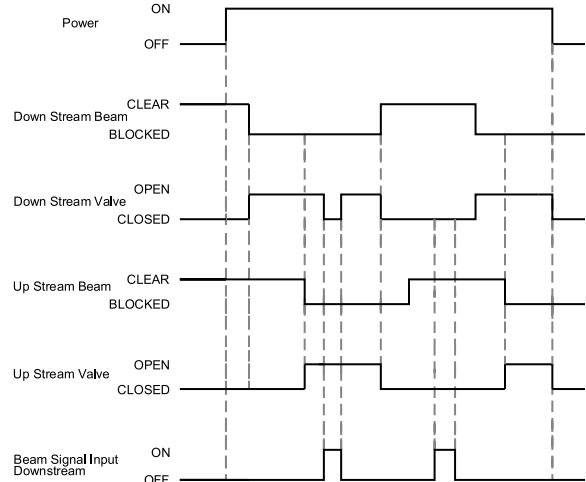 ON
Power
OFF
CLEAR
Down Stream Beam
BLOCKED
OPEN
Down Stream Valve
CLOSED
CLEAR
Up Stream Beam
BLOCKED
OPEN
Up Stream Valve
CLOSED
ON
Beam Signal Input
Downstream
OFF